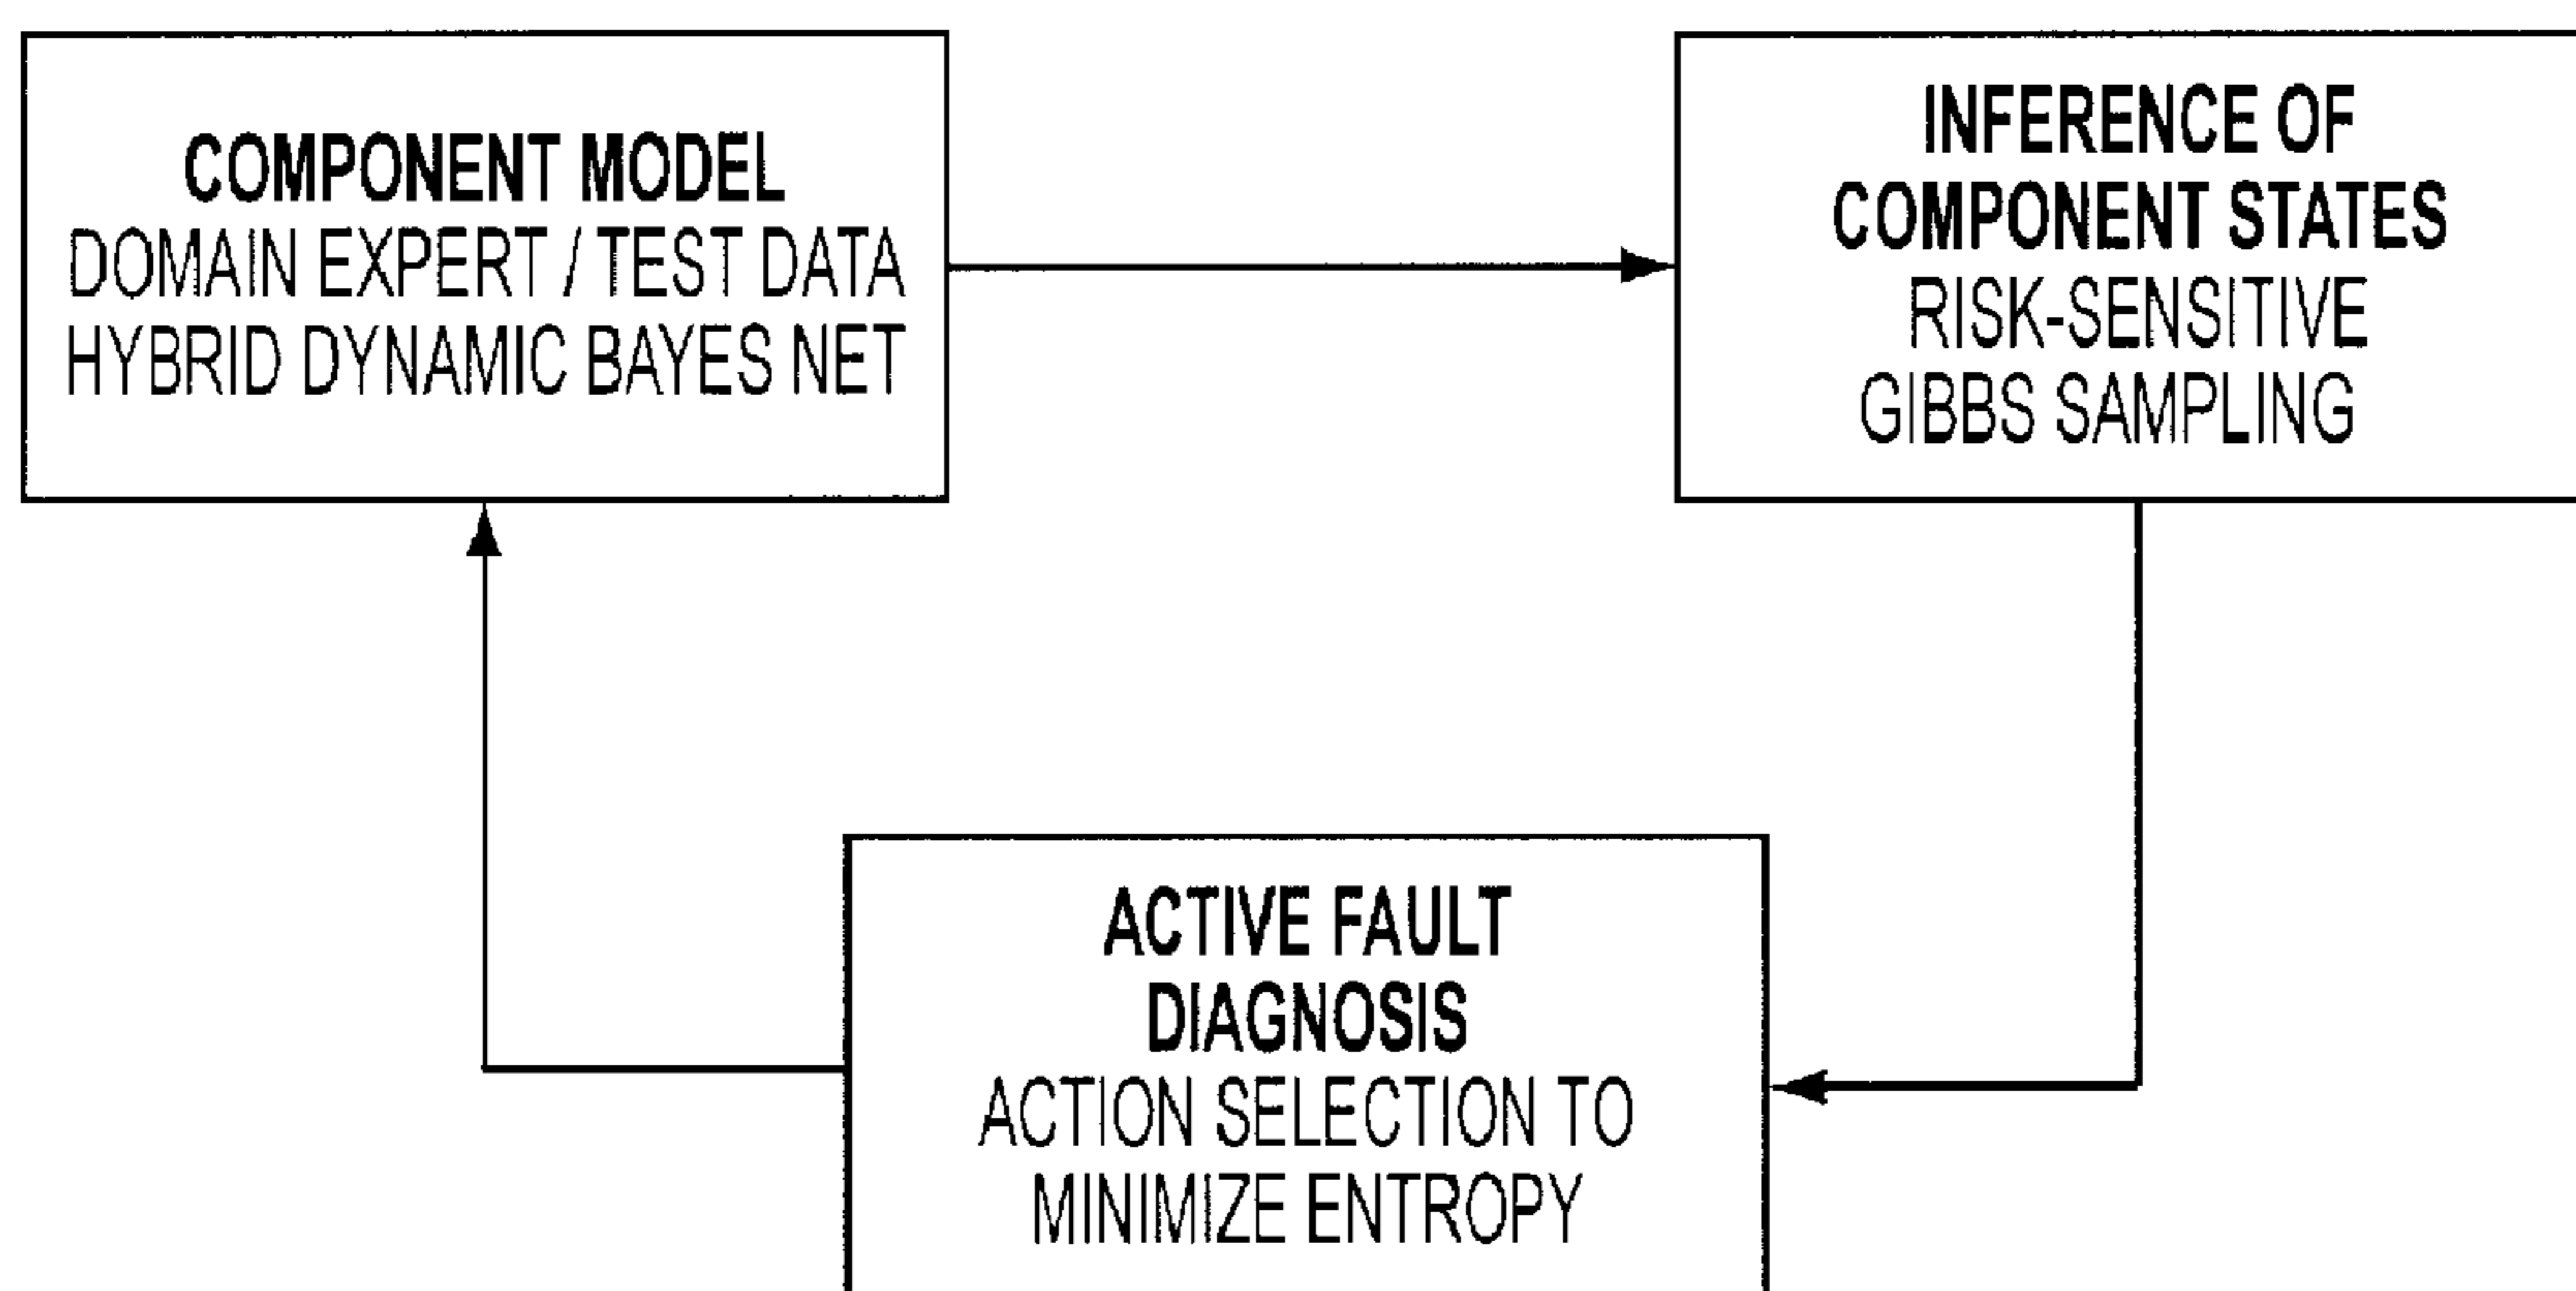 COMPONENT MODEL
DOMAIN EXPERT / TEST DATA
HYBRID DYNAMIC BAYES NET
INFERENCE OF
COMPONENT STATES
RISK-SENSITIVE
GIBBS SAMPLING
ACTIVE FAULT
DIAGNOSIS
ACTION SELECTION TO
MINIMIZE ENTROPY